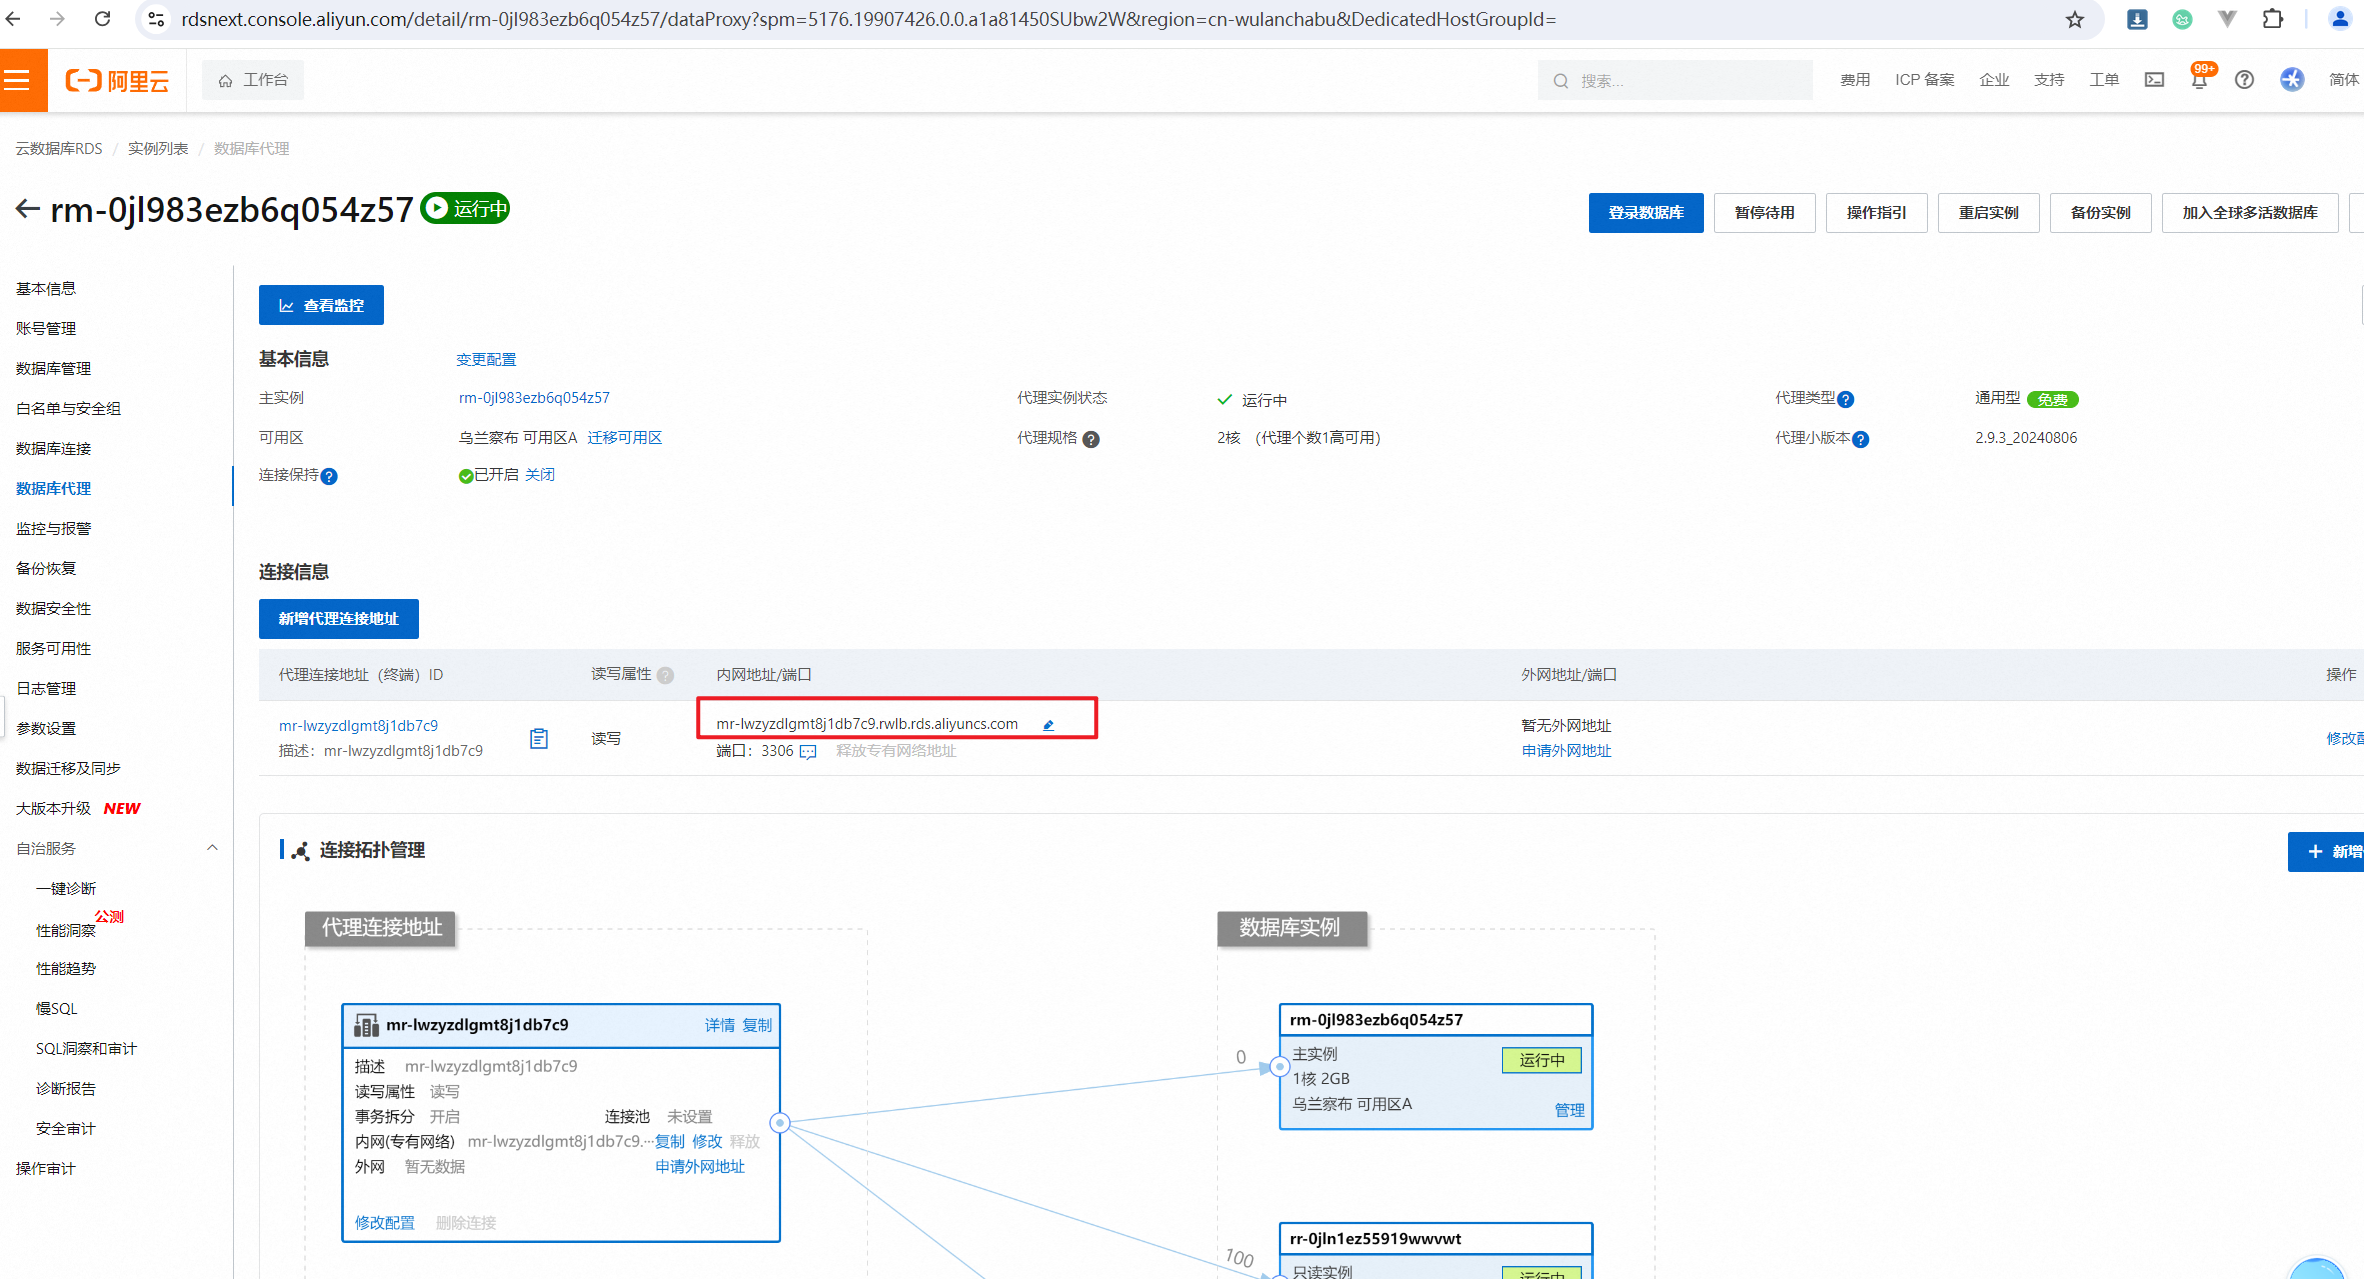 rdsnext.console.aliyun.com/detail/rm-0jl983ezb6q054z57/dataProxy?spm=5176.19907426.0.0.a1a81450SUbw2W&region=cn-wulanchabu&DedicatedHostGroupId=
阿里云 工作台 搜索... 费用 ICP 备案 企业 支持 工单 99+ 简体
云数据库RDS / 实例列表 / 数据库代理
rm-0jl983ezb6q054z57 运行中 登录数据库 暂停待用 操作指引 重启实例 备份实例 加入全球多活数据库
基本信息
账号管理
数据库管理
白名单与安全组
数据库连接
数据库代理
监控与报警
备份恢复
数据安全性
服务可用性
日志管理
参数设置
数据迁移及同步
大版本升级 NEW
自治服务
一键诊断
公测
性能洞察
性能趋势
慢SQL
SQL洞察和审计
诊断报告
安全审计
操作审计
查看监控
基本信息 变更配置
主实例 rm-0jl983ezb6q054z57 代理实例状态 运行中 代理类型 通用型 免费
可用区 乌兰察布 可用区A 迁移可用区 代理规格 2核 (代理个数1高可用) 代理小版本 2.9.3_20240806
连接保持 已开启 关闭
连接信息
新增代理连接地址
代理连接地址（终端）ID 读写属性 内网地址/端口 外网地址/端口 操作
mr-lwzyzdlgmt8j1db7c9 读写 mr-lwzyzdlgmt8j1db7c9.rwlb.rds.aliyuncs.com 暂无外网地址 修改
描述：mr-lwzyzdlgmt8j1db7c9 端口：3306 释放专有网络地址 申请外网地址
连接拓扑管理 + 新增
代理连接地址 数据库实例
mr-lwzyzdlgmt8j1db7c9 详情 复制
描述 mr-lwzyzdlgmt8j1db7c9
读写属性 读写
事务拆分 开启 连接池 未设置
内网(专有网络) mr-lwzyzdlgmt8j1db7c9.··· 复制 修改 释放
外网 暂无数据 申请外网地址
修改配置 删除连接
0
100
rm-0jl983ezb6q054z57
主实例 运行中
1核 2GB
乌兰察布 可用区A 管理
rr-0jln1ez55919wwvwt
只读实例 运行中